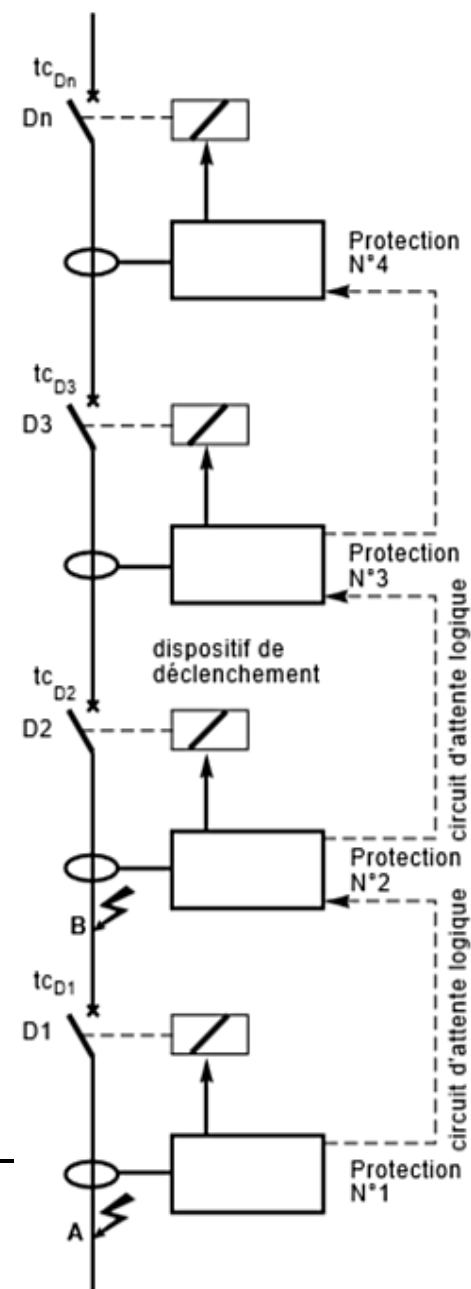 tcDn
Dn
Protection
N°4
tcD3
D3
Protection
N°3
dispositif de
déclenchement
tcD2
D2
circuit d'attente logique
Protection
N°2
B
tcD1
D1
circuit d'attente logique
Protection
N°1
A